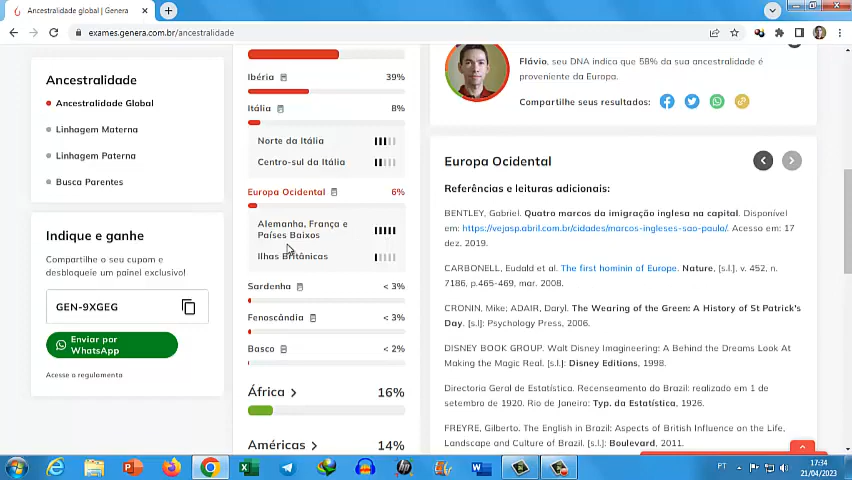 Ancestralidade global | Genera
exames.genera.com.br/ancestralidade
Ancestralidade
Ancestralidade Global
Linhagem Materna
Linhagem Paterna
Busca Parentes
Indique e ganhe
Compartilhe o seu cupom e
desbloqueie um painel exclusivo!
GEN-9XGEG
Enviar por
WhatsApp
Acesse o regulamento
Ibéria 39%
Itália 8%
Norte da Itália
Centro-sul da Itália
Europa Ocidental 6%
Alemanha, França e
Países Baixos
Ilhas Britânicas
Sardenha < 3%
Fenoscândia < 3%
Basco < 2%
África 16%
Américas 14%
Flávio, seu DNA indica que 58% da sua ancestralidade é
proveniente da Europa.
Compartilhe seus resultados:
Europa Ocidental
Referências e leituras adicionais:
BENTLEY, Gabriel. Quatro marcos da imigração inglesa na capital. Disponível
em: https://vejasp.abril.com.br/cidades/marcos-ingleses-sao-paulo/. Acesso em: 17
dez. 2019.
CARBONELL, Eudald et al. The first hominin of Europe. Nature, [s.l.], v. 452, n.
7186, p.465-469, mar. 2008.
CRONIN, Mike; ADAIR, Daryl. The Wearing of the Green: A History of St Patrick's
Day. [s.l]: Psychology Press, 2006.
DISNEY BOOK GROUP. Walt Disney Imagineering: A Behind the Dreams Look At
Making the Magic Real. [s.l.]: Disney Editions, 1998.
Directoria Geral de Estatística. Recenseamento do Brazil: realizado em 1 de
setembro de 1920. Rio de Janeiro: Typ. da Estatística, 1926.
FREYRE, Gilberto. The English in Brazil: Aspects of British Influence on the Life,
Landscape and Culture of Brazil. [s.l.]: Boulevard, 2011.
PT
17:34
21/04/2023